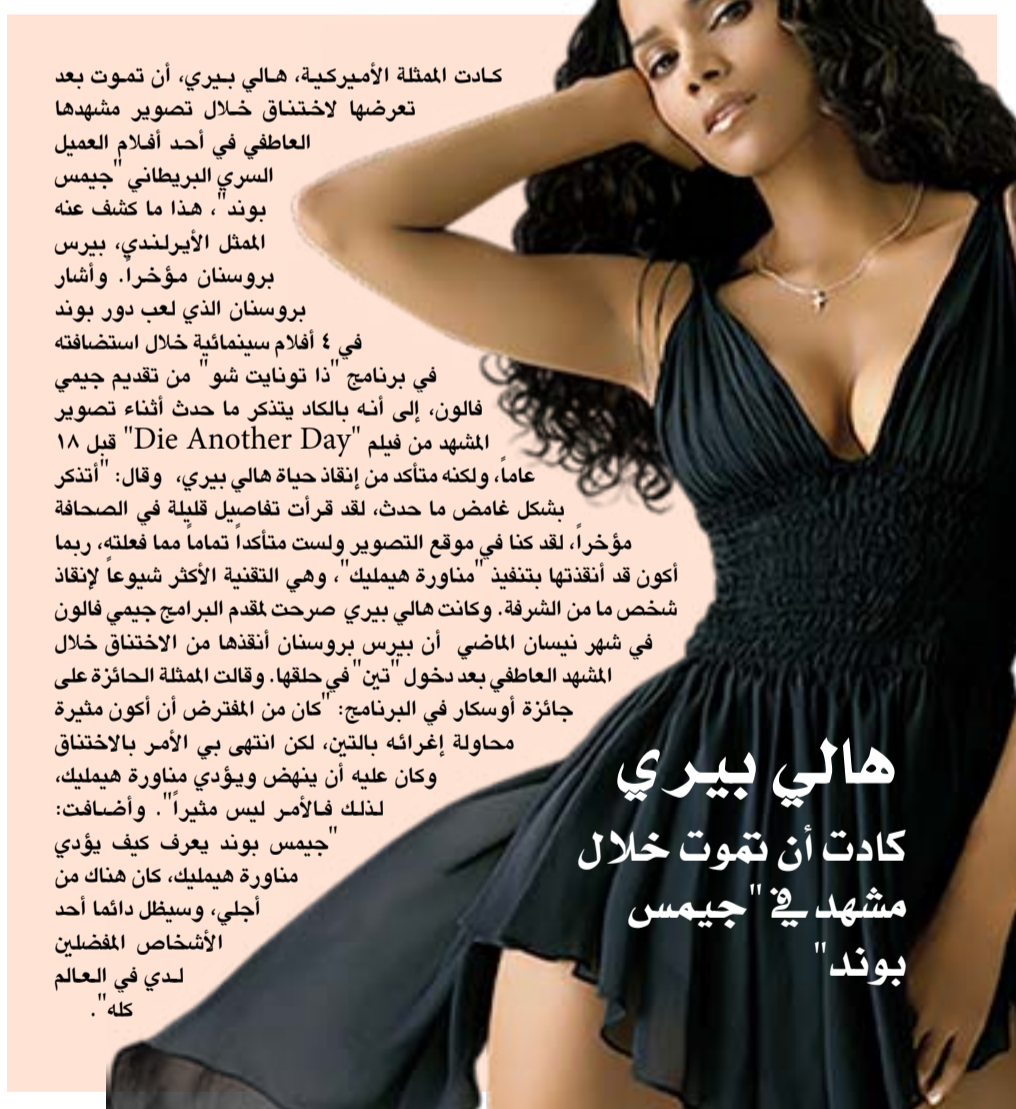 هالي بيري
كادت أن تموت خلال
مشهد في "جيمس
بوند"
كادت الممثلة الأميركية، هالي بيري، أن تموت بعد
تعرضها لاختناق خلال تصوير مشهدها
العاطفي في أحد أفلام العميل
السري البريطاني "جيمس
بوند"، هذا ما كشف عنه
الممثل الأيرلندي، بيرس
بروسنان مؤخراً. وأشار
بروسنان الذي لعب دور بوند
في ٤ أفلام سينمائية خلال استضافته
في برنامج "ذا تونايت شو" من تقديم جيمي
فالون، إلى أنه بالكاد يتذكر ما حدث أثناء تصوير
المشهد من فيلم "Die Another Day" قبل ١٨
عاماً، ولكنه متأكد من إنقاذ حياة هالي بيري، وقال: "أتذكر
بشكل غامض ما حدث، لقد قرأت تفاصيل قليلة في الصحافة
مؤخراً، لقد كنا في موقع التصوير ولست متأكداً تماماً مما فعلته، ربما
أكون قد أنقذتها بتنفيذ "مناورة هيمليك"، وهي التقنية الأكثر شيوعاً لإنقاذ
شخص ما من الشرفة. وكانت هالي بيري صرحت لمقدم البرامج جيمي فالون
في شهر نيسان الماضي أن بيرس بروسنان أنقذها من الاختناق خلال
المشهد العاطفي بعد دخول "تين" في حلقها. وقالت الممثلة الحائزة على
جائزة أوسكار في البرنامج: "كان من المفترض أن أكون مثيرة
محاولة إغرائه بالتين، لكن انتهى بي الأمر بالاختناق
وكان عليه أن ينهض ويؤدي مناورة هيمليك،
لذلك فالأمر ليس مثيراً". وأضافت:
"جيمس بوند يعرف كيف يؤدي
مناورة هيمليك، كان هناك من
أجلي، وسيظل دائما أحد
الأشخاص المفضلين
لدي في العالم
كله".